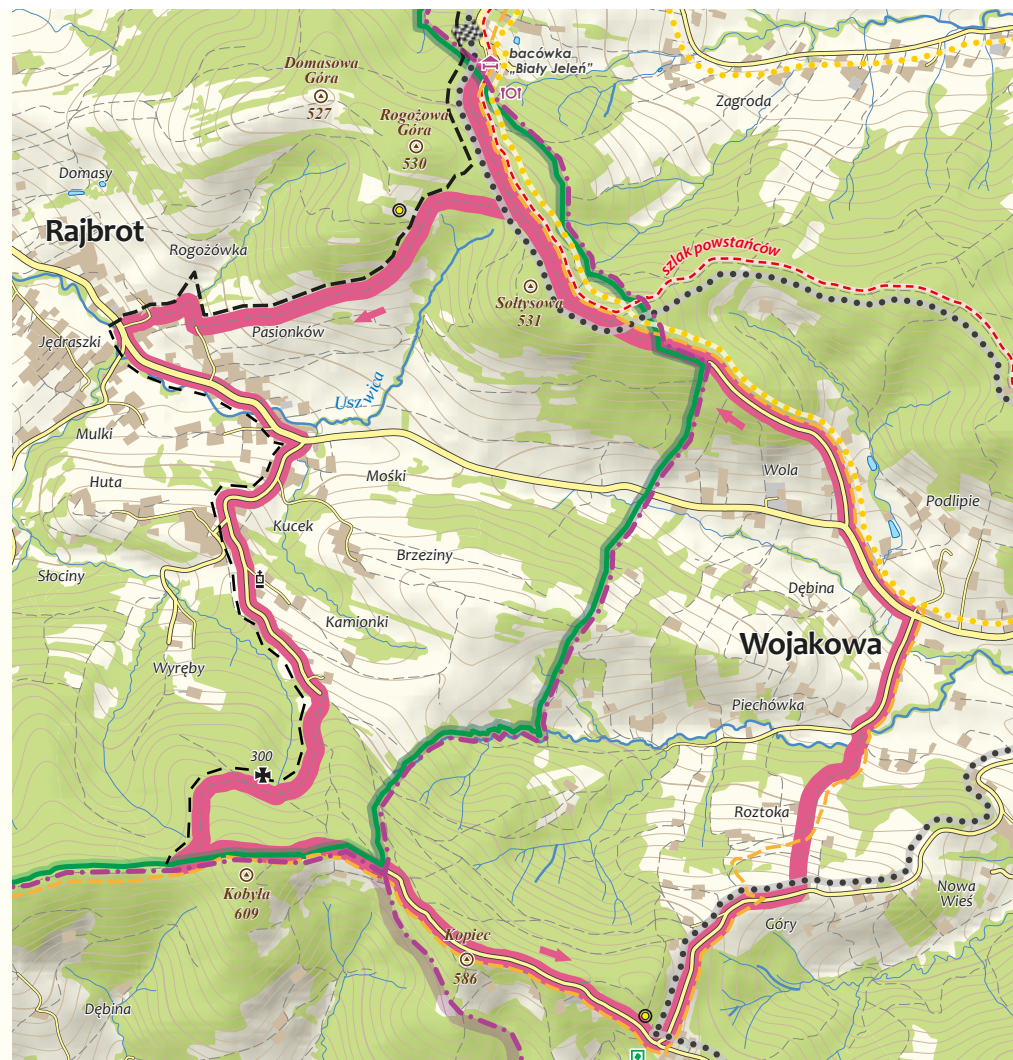 bacówka
„Biały Jeleń”
Domasowa
Góra
527
Zagroda
Rogożowa
Góra
530
Domasy
Rajbrot
Rogożówka
szlak powstańców
Sołtysowa
531
Pasionków
Jędraszki
Uszwica
Mulki
Mośki
Wola
Huta
Podlipie
Kucek
Brzeziny
Słociny
Dębina
Kamionki
Wojakowa
Wyręby
Piechówka
300
Roztoka
Kobyła
609
Nowa
Wieś
Góry
Kopiec
586
Dębina